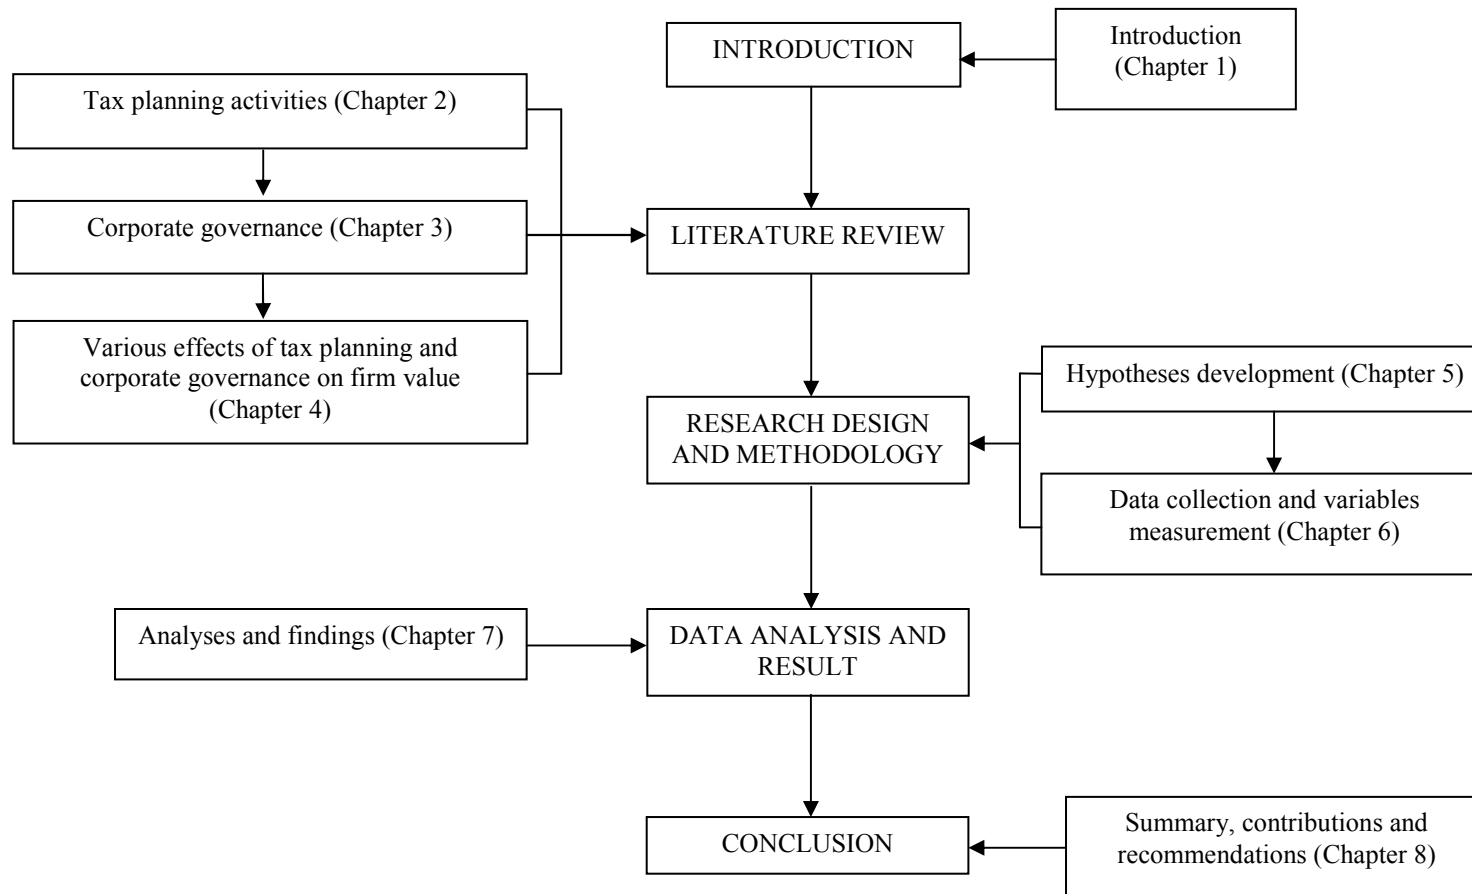 INTRODUCTION
Introduction
(Chapter 1)
Tax planning activities (Chapter 2)
Corporate governance (Chapter 3)
LITERATURE REVIEW
Various effects of tax planning and
corporate governance on firm value
(Chapter 4)
Hypotheses development (Chapter 5)
RESEARCH DESIGN
AND METHODOLOGY
Data collection and variables
measurement (Chapter 6)
Analyses and findings (Chapter 7)
DATA ANALYSIS AND
RESULT
CONCLUSION
Summary, contributions and
recommendations (Chapter 8)